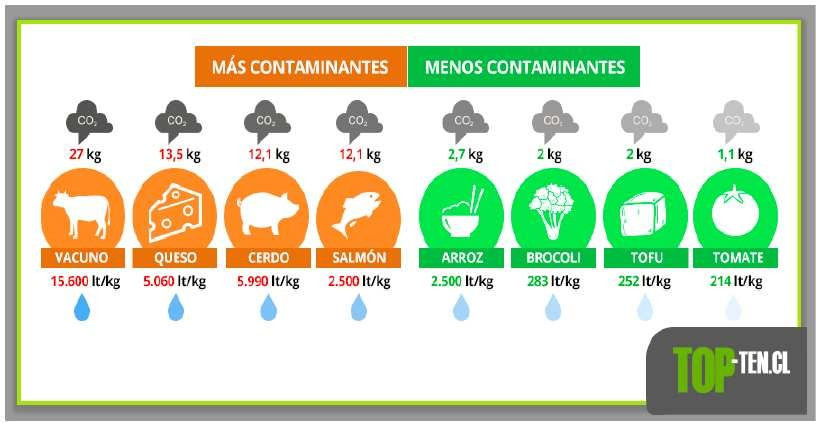 MÁS CONTAMINANTES MENOS CONTAMINANTES
CO₂ CO₂ CO₂ CO₂ CO₂ CO₂ CO₂ CO₂
27 kg 13,5 kg 12,1 kg 12,1 kg 2,7 kg 2 kg 2 kg 1,1 kg
VACUNO QUESO CERDO SALMÓN ARROZ BROCOLI TOFU TOMATE
15.600 lt/kg 5.060 lt/kg 5.990 lt/kg 2.500 lt/kg 2.500 lt/kg 283 lt/kg 252 lt/kg 214 lt/kg
TOP-TEN.CL